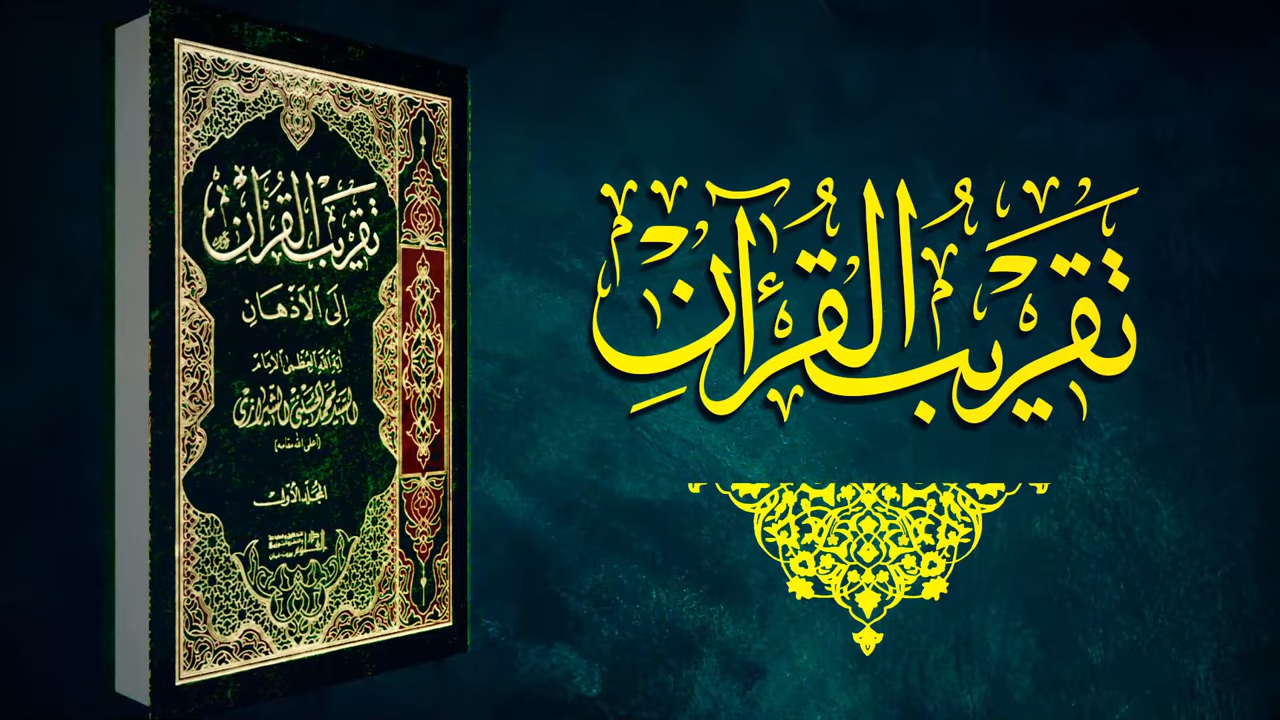 تقريب القرآن
إلى الأذهان
آية الله العظمى الإمام
السيد محمد الحسيني الشيرازي
(أعلى الله مقامه)
المجلد الأول
تقريب القرآن